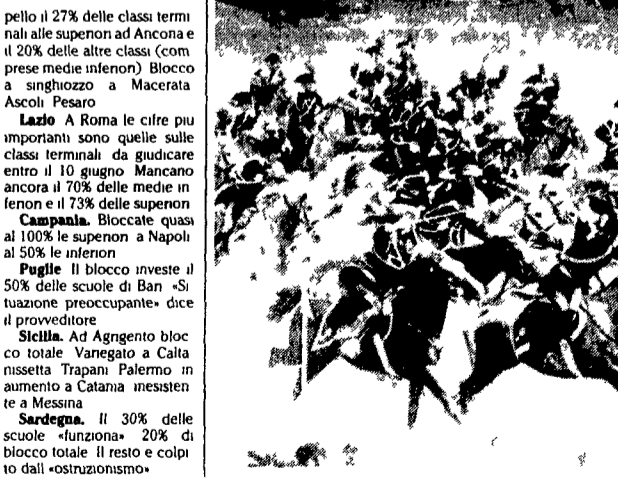 pello il 27% delle classi termi
nali alle superiori ad Ancona e
il 20% delle altre classi (com
prese medie inferiori) Blocco
a singhiozzo a Macerata
Ascoli Pesaro
Lazio A Roma le cifre piu
importanti sono quelle sulle
classi terminali da giudicare
entro il 10 giugno Mancano
ancora il 70% delle medie in
feriori e il 73% delle superiori
Campania. Bloccate quasi
al 100% le superiori a Napoli
al 50% le inferiori
Puglie Il blocco investe il
50% delle scuole di Bari «Si
tuazione preoccupante» dice
il provveditore
Sicilia. Ad Agrigento bloc
co totale Variegato a Calta
nissetta Trapani Palermo in
aumento a Catania inesisten
te a Messina
Sardegna. Il 30% delle
scuole «funziona» 20% di
blocco totale Il resto e colpi
to dall «ostruzionismo»